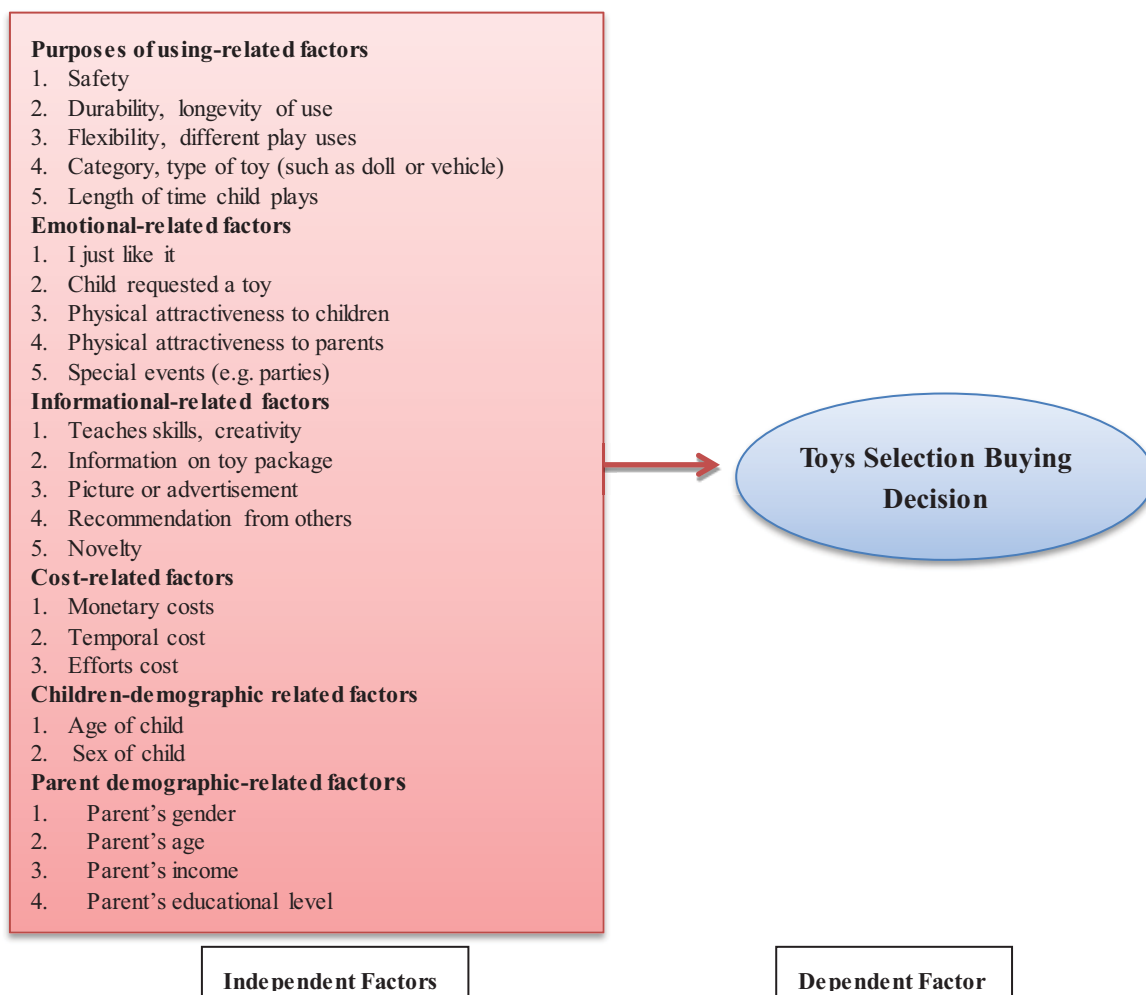 Purposes of using-related factors
1. Safety
2. Durability, longevity of use
3. Flexibility, different play uses
4. Category, type of toy (such as doll or vehicle)
5. Length of time child plays
Emotional-related factors
1. I just like it
2. Child requested a toy
3. Physical attractiveness to children
4. Physical attractiveness to parents
5. Special events (e.g. parties)
Informational-related factors
1. Teaches skills, creativity
2. Information on toy package
3. Picture or advertisement
4. Recommendation from others
5. Novelty
Cost-related factors
1. Monetary costs
2. Temporal cost
3. Efforts cost
Children-demographic related factors
1. Age of child
2. Sex of child
Parent demographic-related factors
1. Parent’s gender
2. Parent’s age
3. Parent’s income
4. Parent’s educational level
Toys Selection Buying
Decision
Independent Factors
Dependent Factor